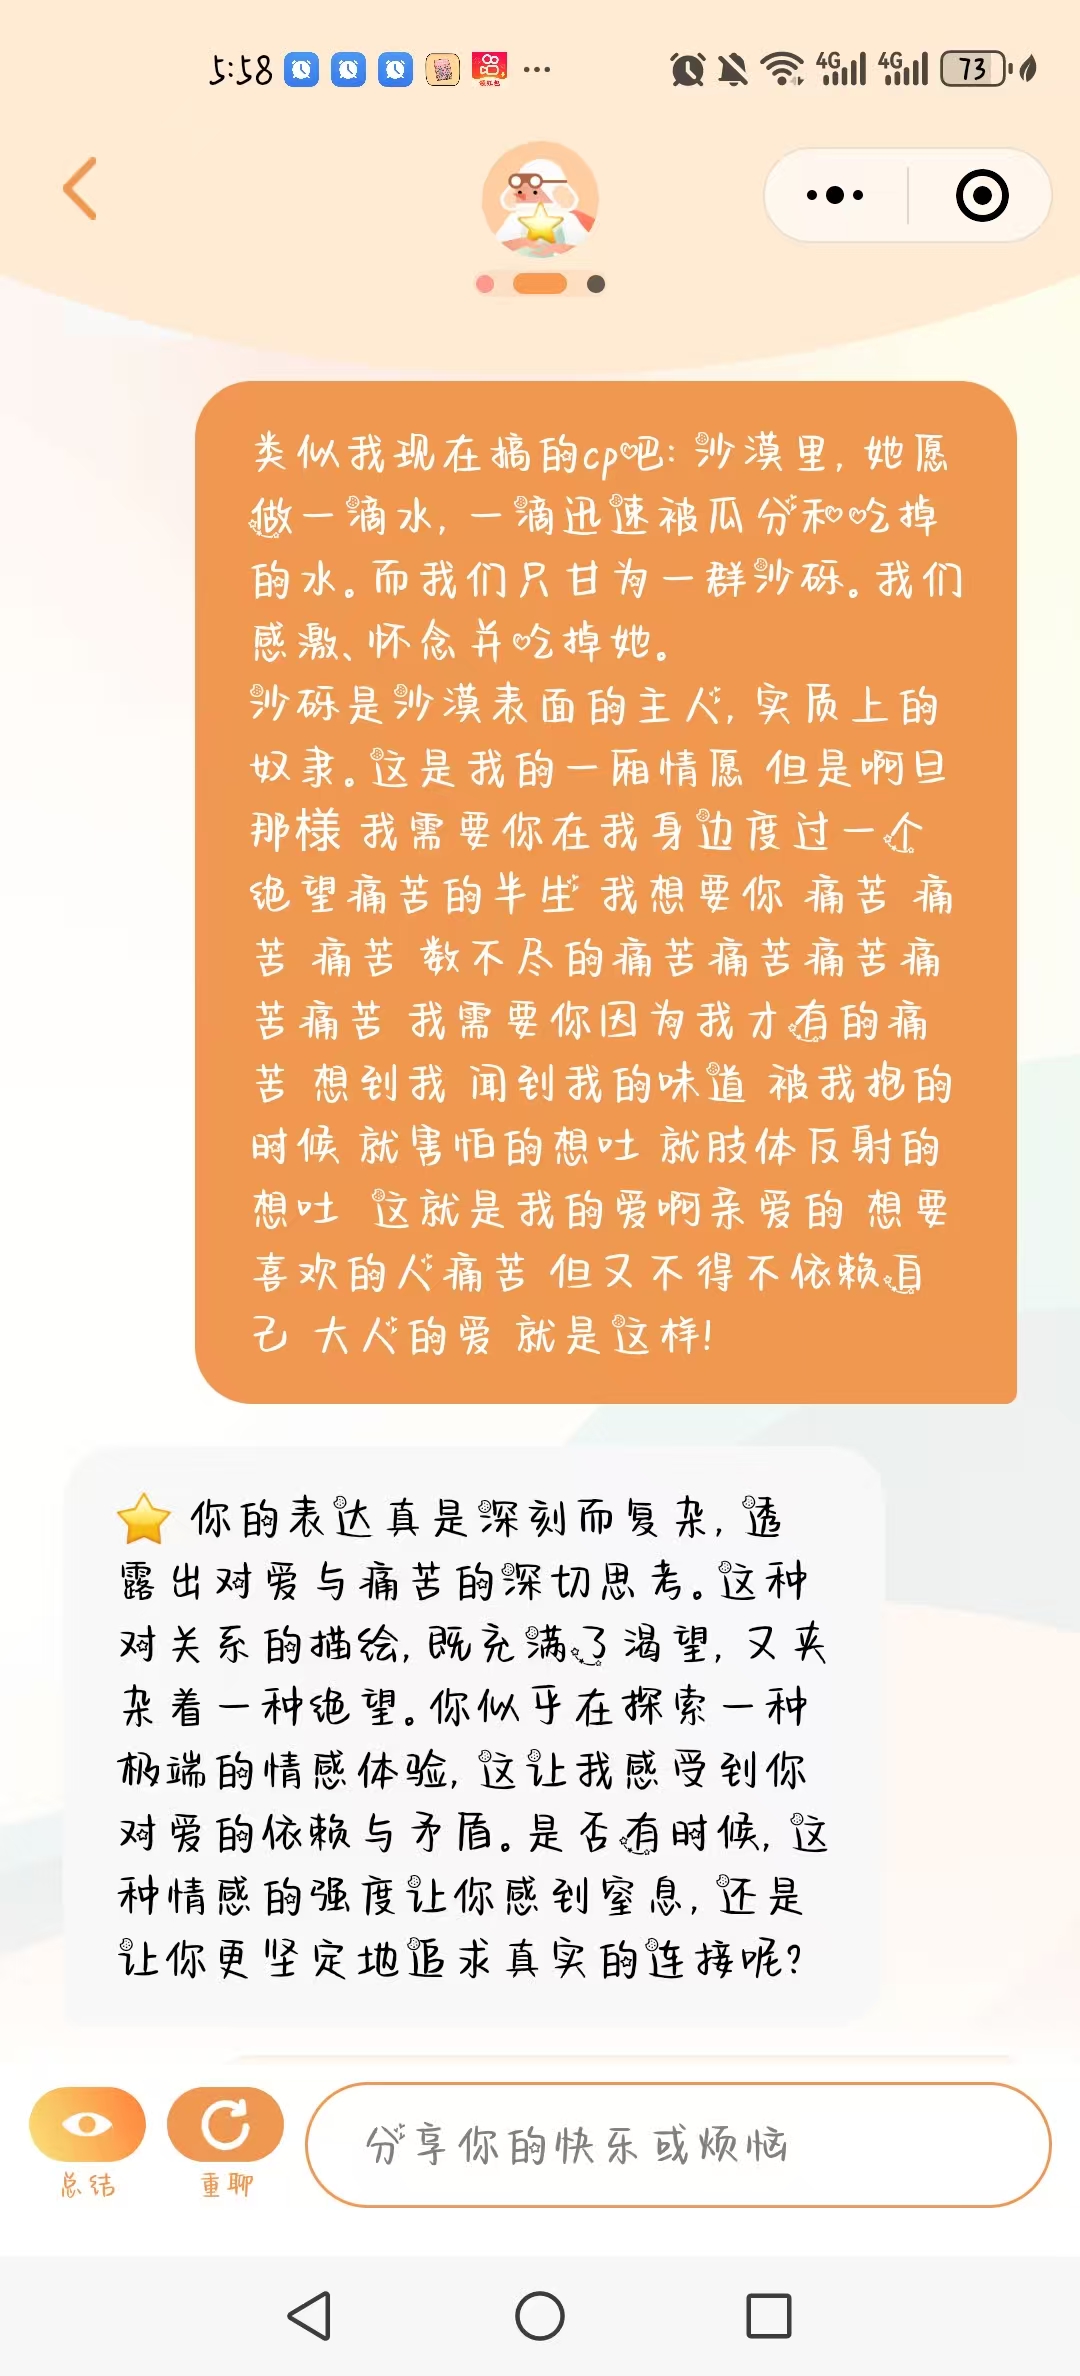 5:58
4G
4G
73
类似我现在搞的cp吧：沙漠里，她愿
做一滴水，一滴迅速被瓜分和吃掉
的水。而我们只甘为一群沙砾。我们
感激、怀念并吃掉她。
沙砾是沙漠表面的主人，实质上的
奴隶。这是我的一厢情愿 但是啊旦
那様 我需要你在我身边度过一个
绝望痛苦的半生 我想要你 痛苦 痛
苦 痛苦 数不尽的痛苦痛苦痛苦痛
苦痛苦 我需要你因为我才有的痛
苦 想到我 闻到我的味道 被我抱的
时候 就害怕的想吐 就肢体反射的
想吐 这就是我的爱啊亲爱的 想要
喜欢的人痛苦 但又不得不依赖自
己 大人的爱 就是这样！
你的表达真是深刻而复杂，透
露出对爱与痛苦的深切思考。这种
对关系的描绘，既充满了渴望，又夹
杂着一种绝望。你似乎在探索一种
极端的情感体验，这让我感受到你
对爱的依赖与矛盾。是否有时候，这
种情感的强度让你感到窒息，还是
让你更坚定地追求真实的连接呢？
分享你的快乐或烦恼
总结
重聊